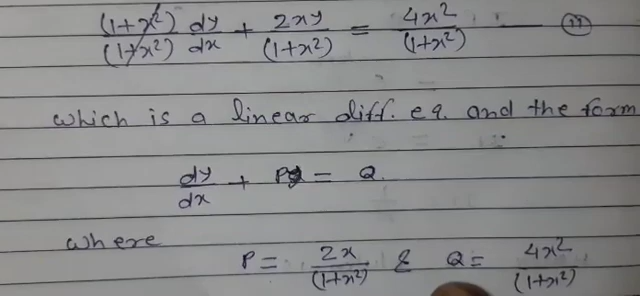 (1+x²)/(1+x²) dy/dx + 2xy/(1+x²) = 4x²/(1+x²)
which is a linear diff. eq. and the form
dy/dx + Py = Q
where
P = 2x/(1+x²) & Q = 4x²/(1+x²)